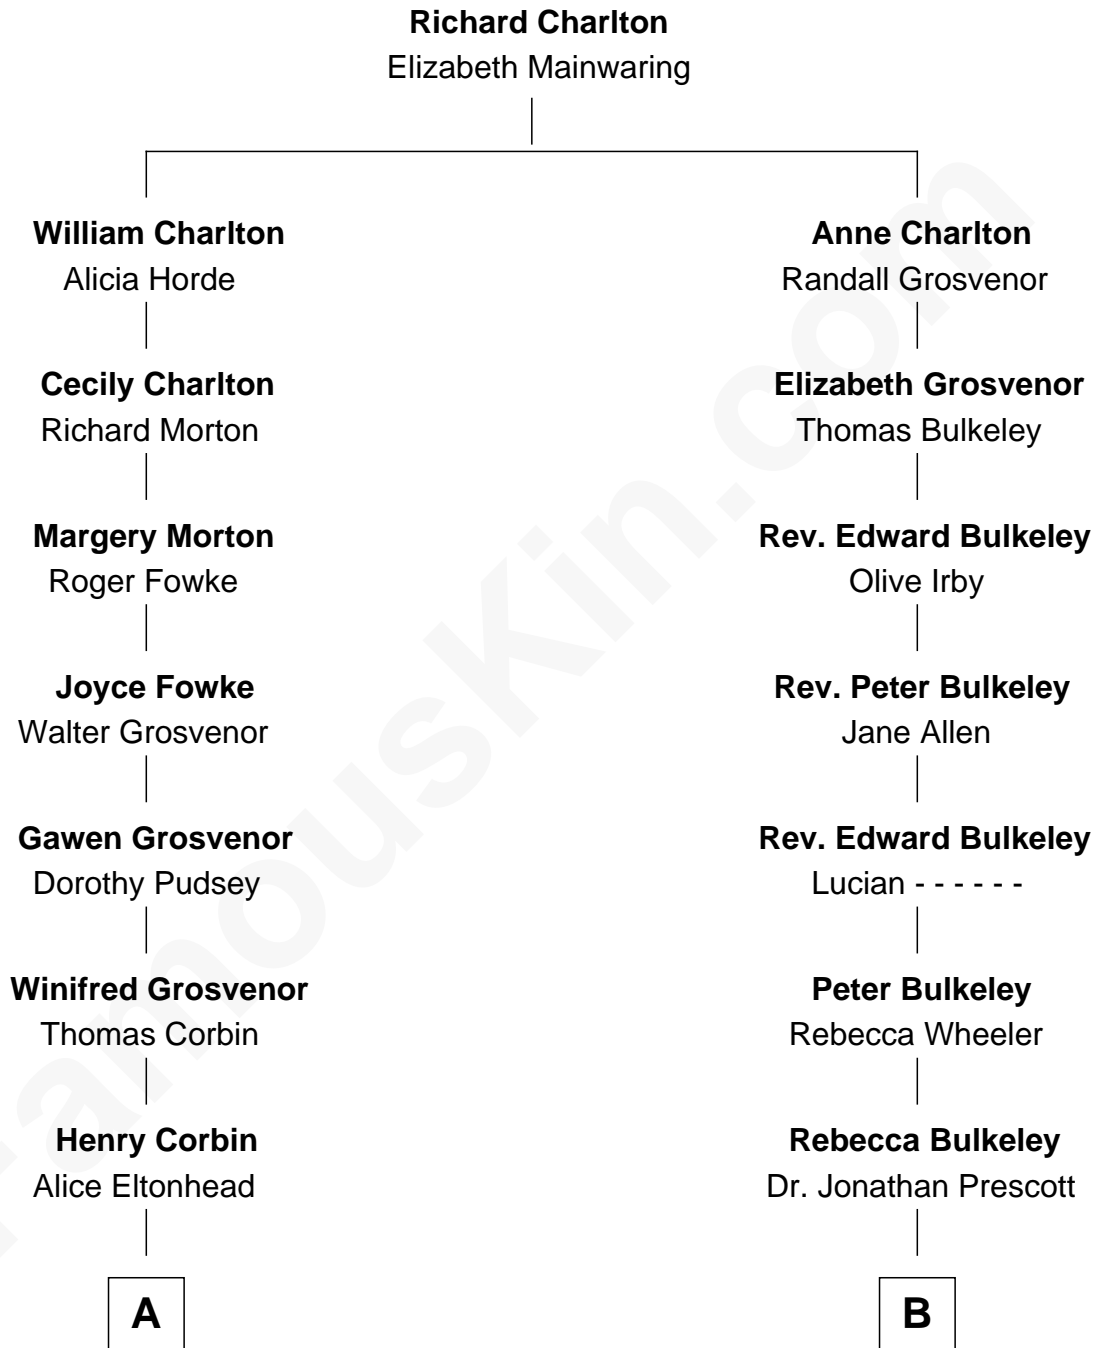 Richard Charlton
Elizabeth Mainwaring
William Charlton
Alicia Horde
Anne Charlton
Randall Grosvenor
Cecily Charlton
Richard Morton
Elizabeth Grosvenor
Thomas Bulkeley
Margery Morton
Roger Fowke
Rev. Edward Bulkeley
Olive Irby
Joyce Fowke
Walter Grosvenor
Rev. Peter Bulkeley
Jane Allen
Gawen Grosvenor
Dorothy Pudsey
Rev. Edward Bulkeley
Lucian - - - - - -
Winifred Grosvenor
Thomas Corbin
Peter Bulkeley
Rebecca Wheeler
Henry Corbin
Alice Eltonhead
Rebecca Bulkeley
Dr. Jonathan Prescott
A
B
FamousKin.com